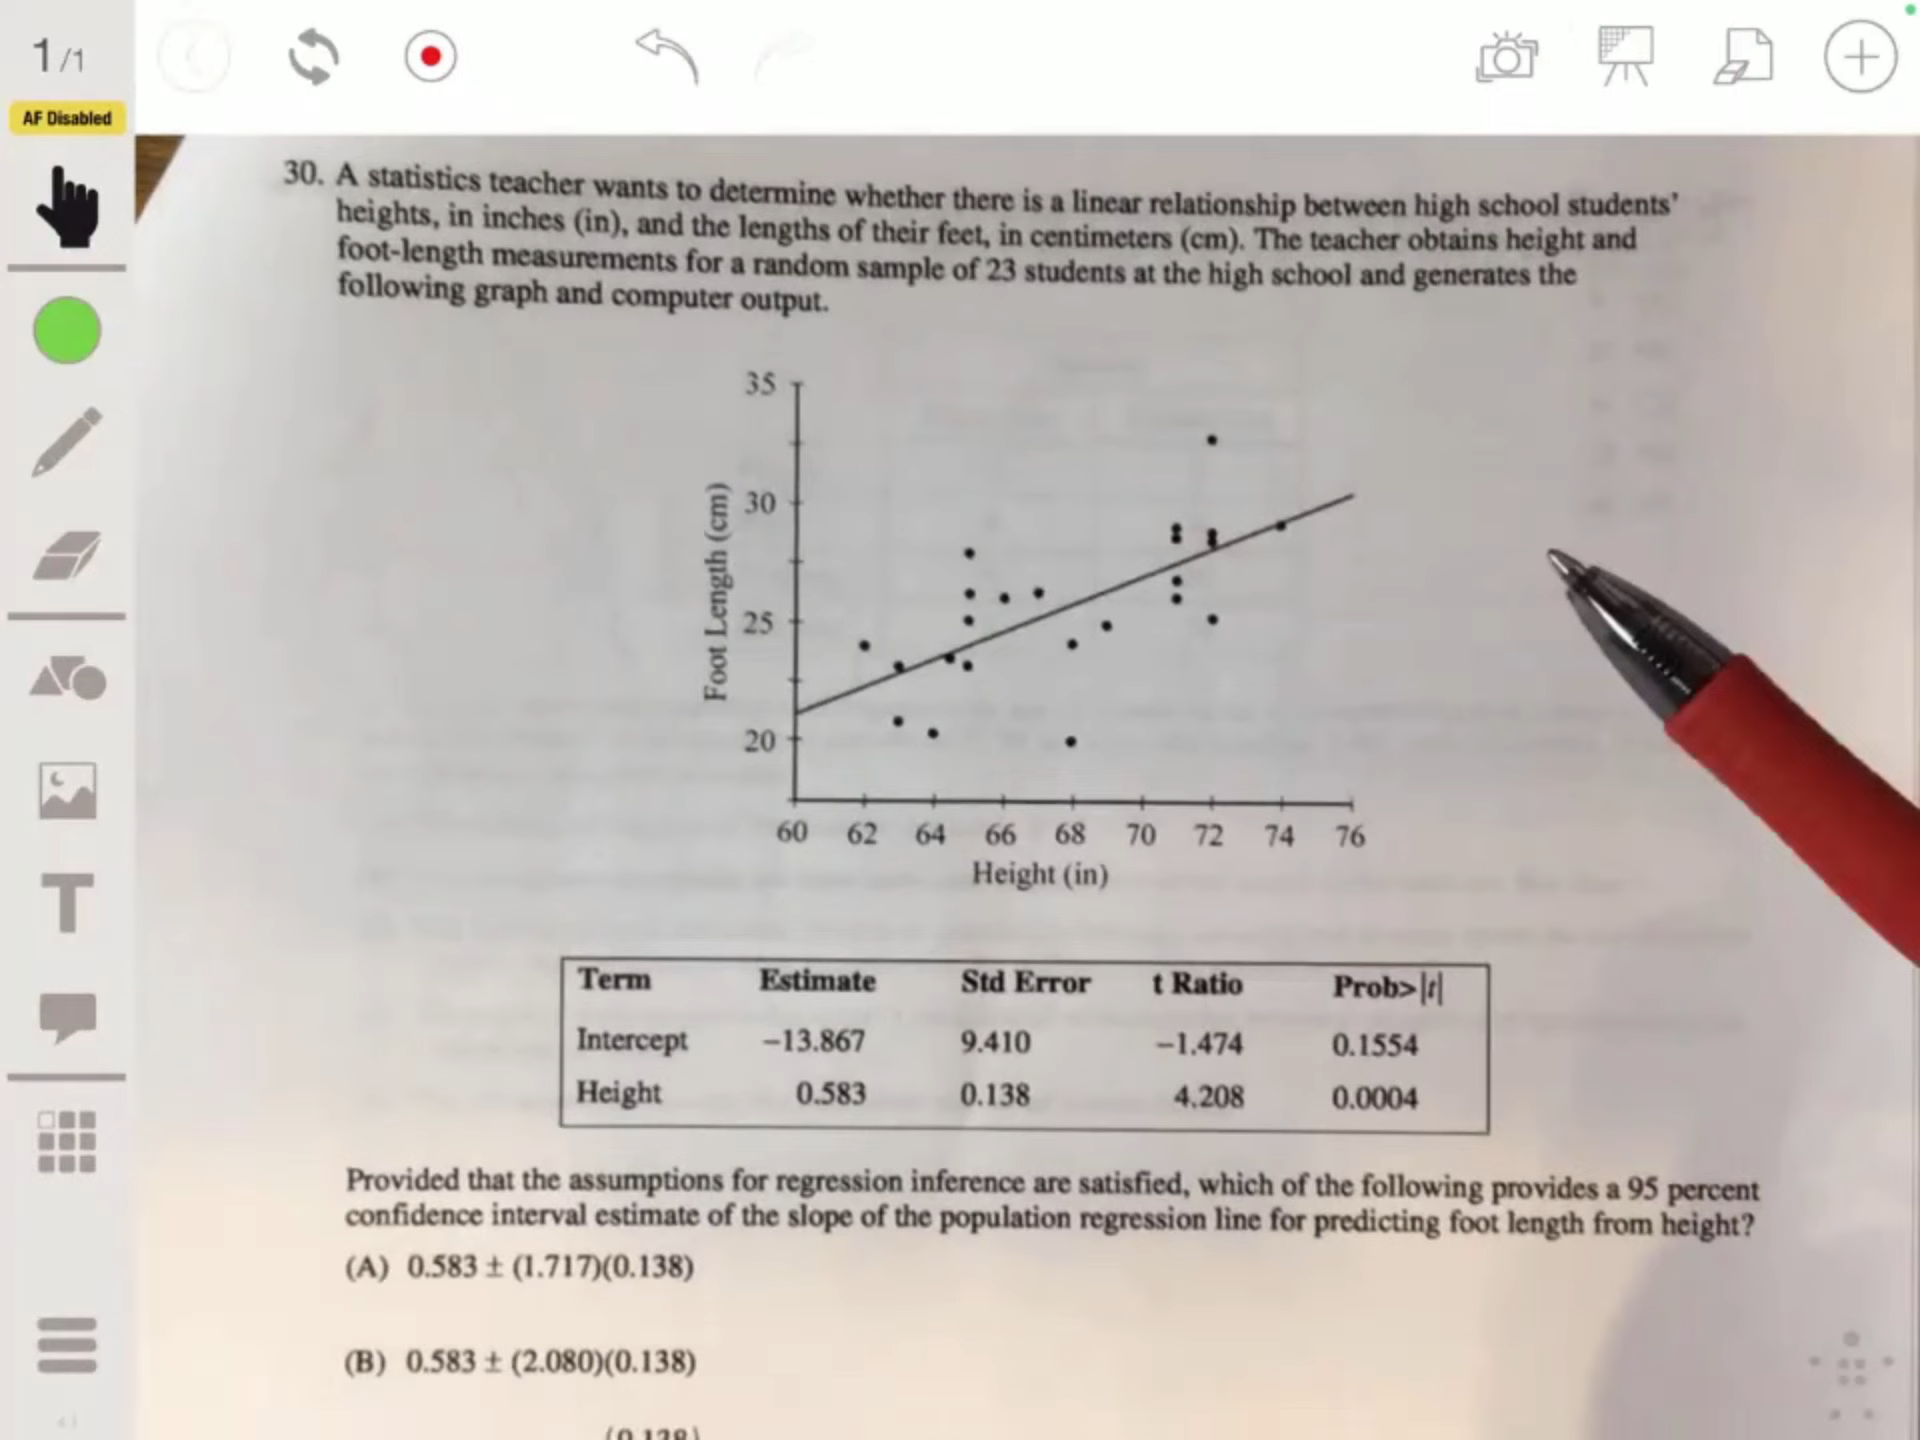 1/1
AF Disabled
30. A statistics teacher wants to determine whether there is a linear relationship between high school students'
heights, in inches (in), and the lengths of their feet, in centimeters (cm). The teacher obtains height and
foot-length measurements for a random sample of 23 students at the high school and generates the
following graph and computer output.
35
30
25
20
Foot Length (cm)
60 62 64 66 68 70 72 74 76
Height (in)
Term Estimate Std Error t Ratio Prob>|t|
Intercept −13.867 9.410 −1.474 0.1554
Height 0.583 0.138 4.208 0.0004
Provided that the assumptions for regression inference are satisfied, which of the following provides a 95 percent
confidence interval estimate of the slope of the population regression line for predicting foot length from height?
(A) 0.583 ± (1.717)(0.138)
(B) 0.583 ± (2.080)(0.138)
T